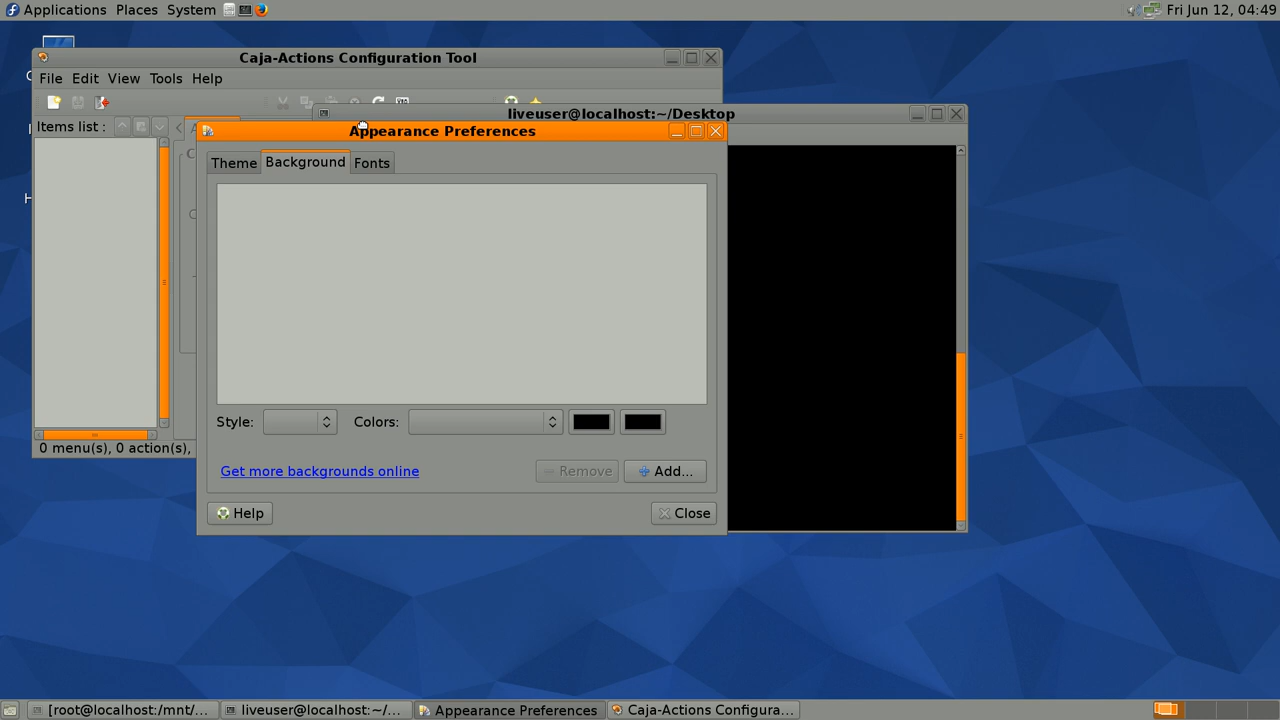 Applications Places System Fri Jun 12, 04:49
Caja-Actions Configuration Tool
File Edit View Tools Help
liveuser@localhost:~/Desktop
Items list :
Appearance Preferences
Theme Background Fonts
Style: Colors:
0 menu(s), 0 action(s),
Get more backgrounds online Remove Add...
Help Close
[root@localhost:/mnt/... liveuser@localhost:~/... Appearance Preferences Caja-Actions Configura...